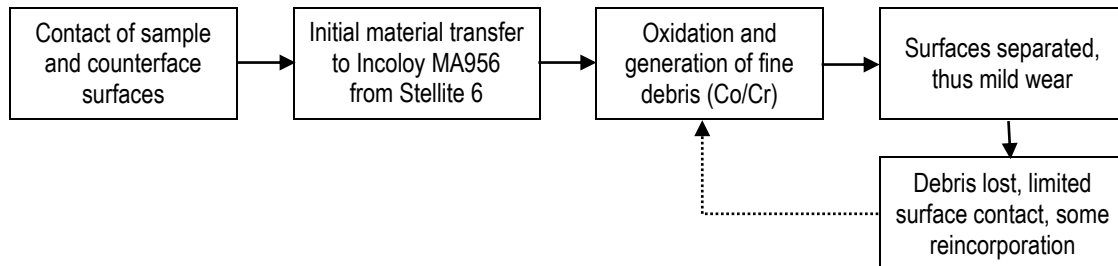 Contact of sample
and counterface
surfaces
Initial material transfer
to Incoloy MA956
from Stellite 6
Oxidation and
generation of fine
debris (Co/Cr)
Surfaces separated,
thus mild wear
Debris lost, limited
surface contact, some
reincorporation